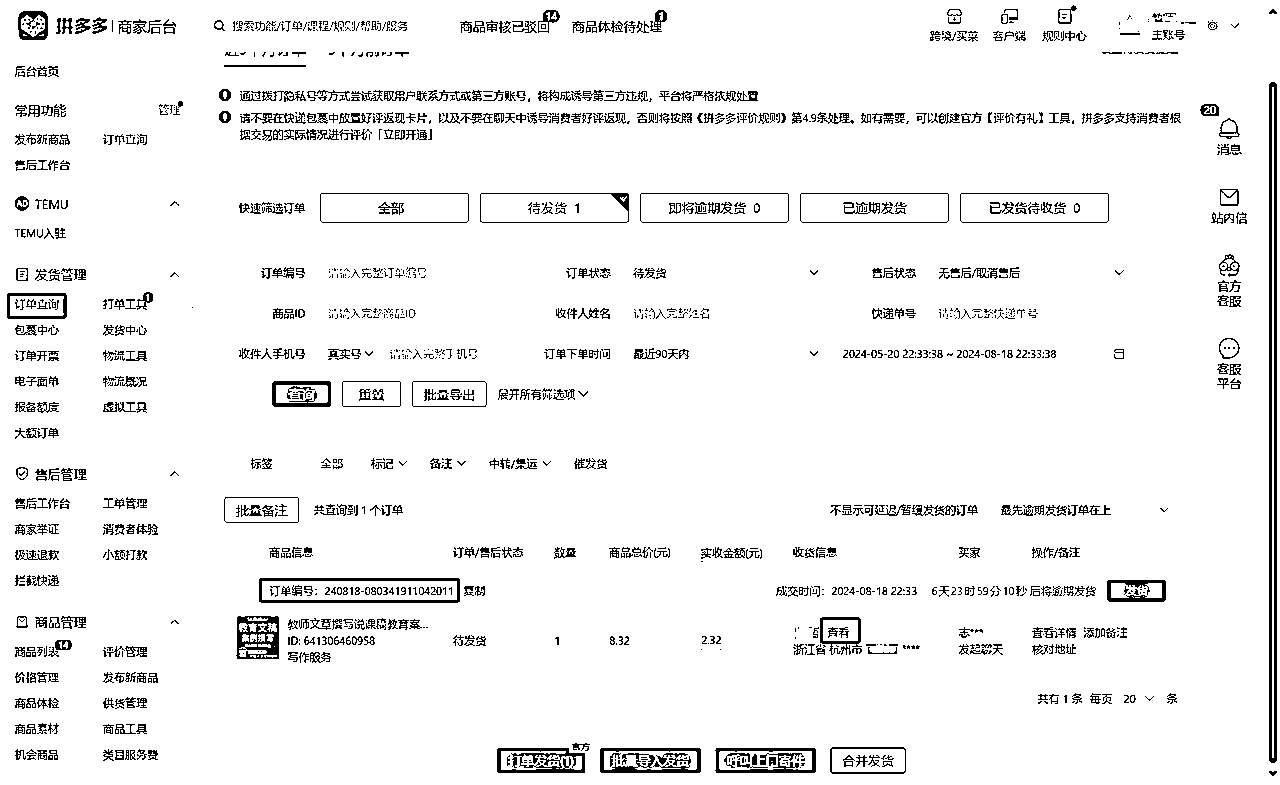 拼多多 | 商家后台
搜索功能/订单/课程/规则/帮助/服务
商品审核已驳回 14
商品体检待处理 1
跨境/买菜
客户端
规则中心
主账号
后台首页
常用功能 管理
发布新商品 订单查询
售后工作台
TEMU
TEMU入驻
发货管理
订单查询 打单工具 1
包裹中心 发货中心
订单开票 物流工具
电子面单 物流概况
报备额度 虚拟工具
大额订单
售后管理
售后工作台 工单管理
商家举证 消费者体验
极速退款 小额打款
拦截快递
商品管理
商品列表 14 评价管理
价格管理 发布新商品
商品体检 供货管理
商品素材 商品工具
机会商品 类目服务费
通过拨打隐私号等方式尝试获取用户联系方式或第三方账号，将构成诱导第三方违规，平台将严格依规处置
请不要在快递包裹中放置好评返现卡片，以及不要在聊天中诱导消费者好评返现，否则将按照《拼多多评价规则》第4.9条处理。如有需要，可以创建官方【评价有礼】工具，拼多多支持消费者根
据交易的实际情况进行评价「立即开通」
快速筛选订单 全部 待发货 1 即将逾期发货 0 已逾期发货 已发货待收货 0
订单编号 请输入完整订单编号 订单状态 待发货 售后状态 无售后/取消售后
商品ID 请输入完整商品ID 收件人姓名 请输入完整姓名 快递单号 请输入完整快递单号
收件人手机号 真实号 请输入完整手机号 订单下单时间 最近90天内 2024-05-20 22:33:38 ~ 2024-08-18 22:33:38
查询 重置 批量导出 展开所有筛选项
标签 全部 标记 备注 中转/集运 催发货
批量备注 共查询到 1 个订单 不显示可延迟/暂缓发货的订单 最先逾期发货订单在上
商品信息 订单/售后状态 数量 商品总价(元) 实收金额(元) 收货信息 买家 操作/备注
订单编号：240818-080341911042011 复制 成交时间：2024-08-18 22:33 6天23时59分10秒 后将逾期发货 发货
教育文稿
案例撰写
教师文章撰写说课稿教育案...
ID: 641306460958
写作服务
待发货 1 8.32 2.32
查看
浙江省 杭州市 ****
志***
发起聊天
查看详情 添加备注
核对地址
共有 1 条 每页 20 条
打单发货(1) 官方 批量导入发货 呼叫上门寄件 合并发货
20
消息
站内信
官方
客服
客服
平台